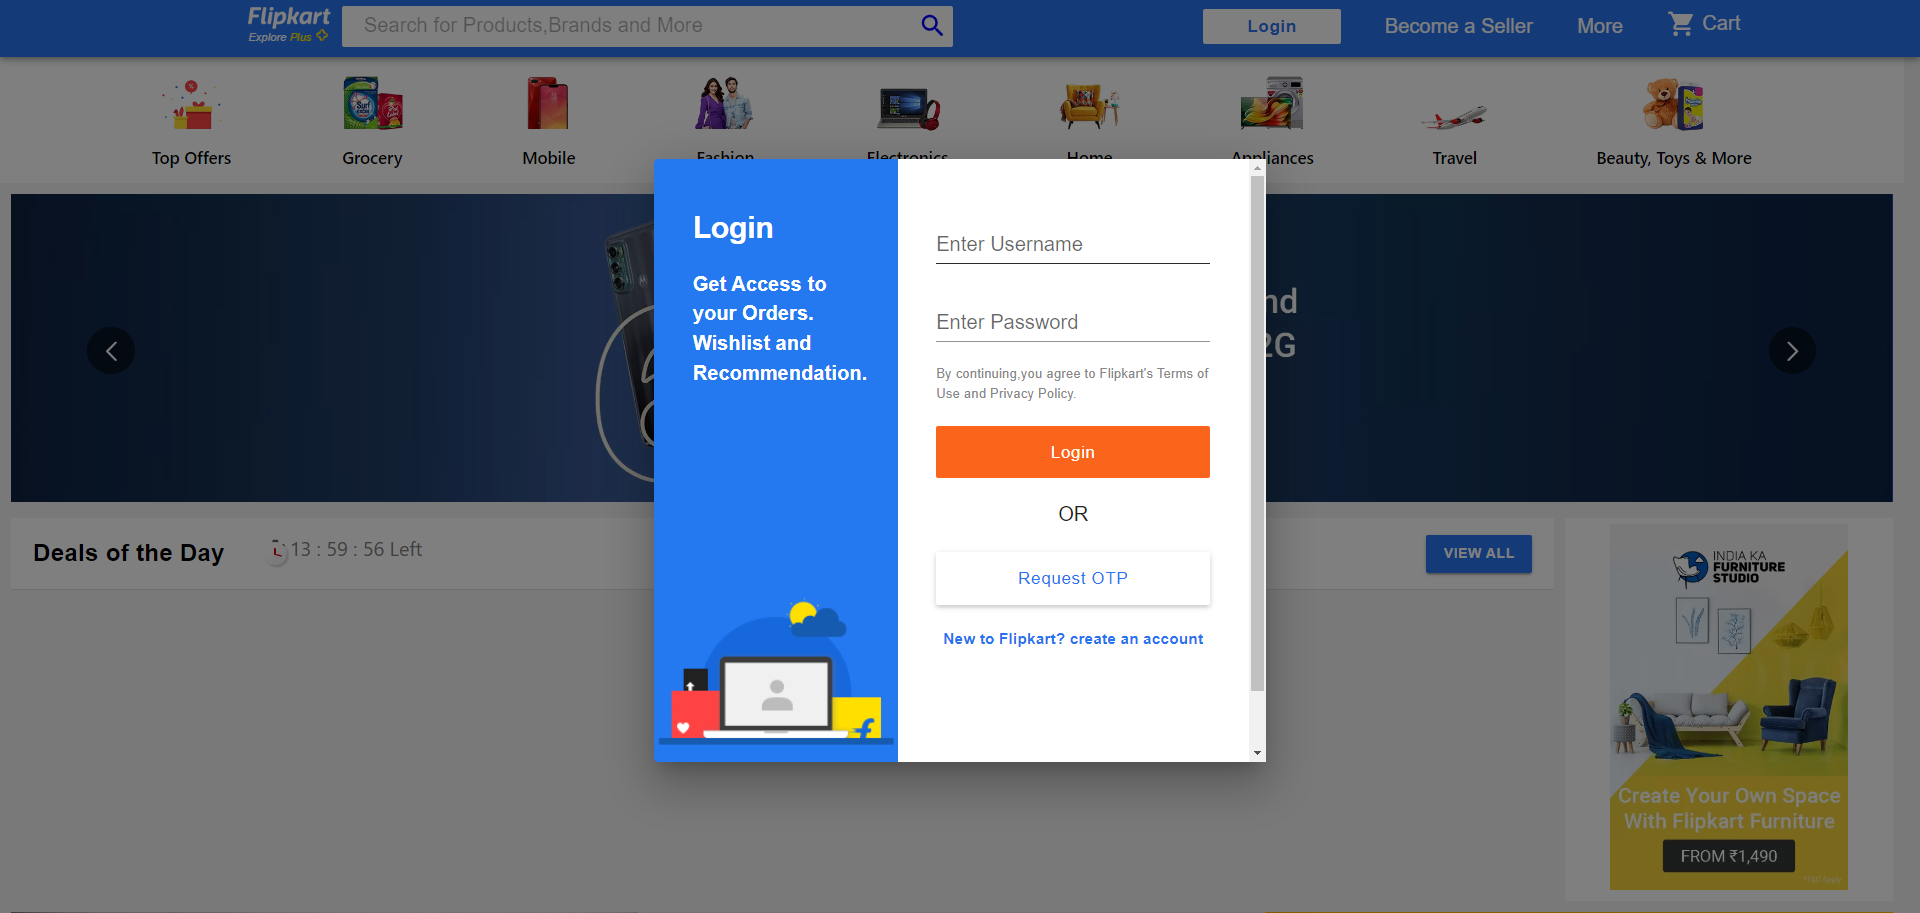 Flipkart
Explore Plus
Search for Products,Brands and More
Login
Become a Seller
More
Cart
Top Offers
Grocery
Mobile
Fashion
Electronics
Home
Appliances
Travel
Beauty, Toys & More
Login
Get Access to
your Orders.
Wishlist and
Recommendation.
Enter Username
Enter Password
By continuing,you agree to Flipkart's Terms of
Use and Privacy Policy.
Login
OR
Request OTP
New to Flipkart? create an account
nd
2G
Deals of the Day
13 : 59 : 56 Left
VIEW ALL
INDIA KA
FURNITURE
STUDIO
Create Your Own Space
With Flipkart Furniture
FROM ₹1,490